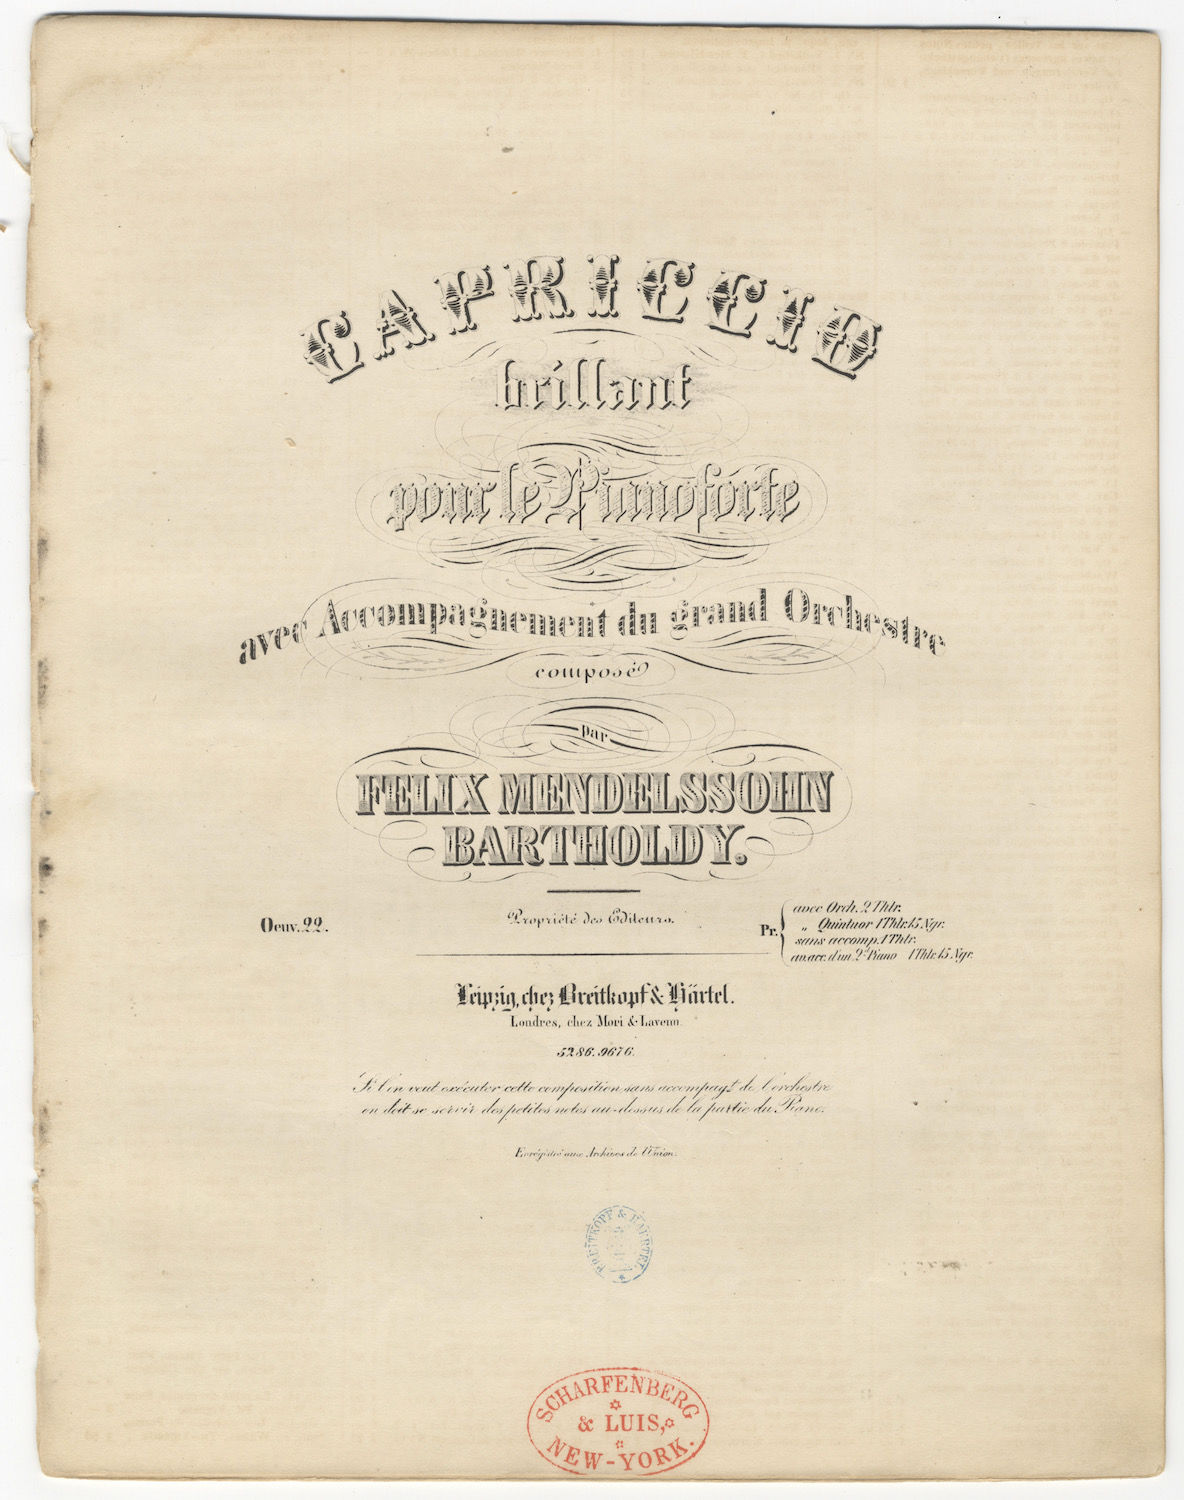 CAPRICCIO
brillant
pour le Pianoforte
avec Accompagnement du grand Orchestre
composé
par
FELIX MENDELSSOHN
BARTHOLDY.
Oeuv. 22.
Propriété des Editeurs.
Pr.
avec Orch. 2 Thlr.
„ Quintuor 1 Thlr. 15 Ngr.
sans accomp. 1 Thlr.
av. acc. d'un 2d Piano 1 Thlr. 15 Ngr.
Leipzig, chez Breitkopf & Härtel.
Londres, chez Mori & Lavenu.
5286. 9676.
Si l'on veut exécuter cette composition sans accompagt. de l'orchestre
on doit se servir des petites notes au-dessus de la partie du Piano.
Enrégistré aux Archives de l'Union.
BREITKOPF & HAERTEL
SCHARFENBERG
& LUIS,
NEW-YORK.